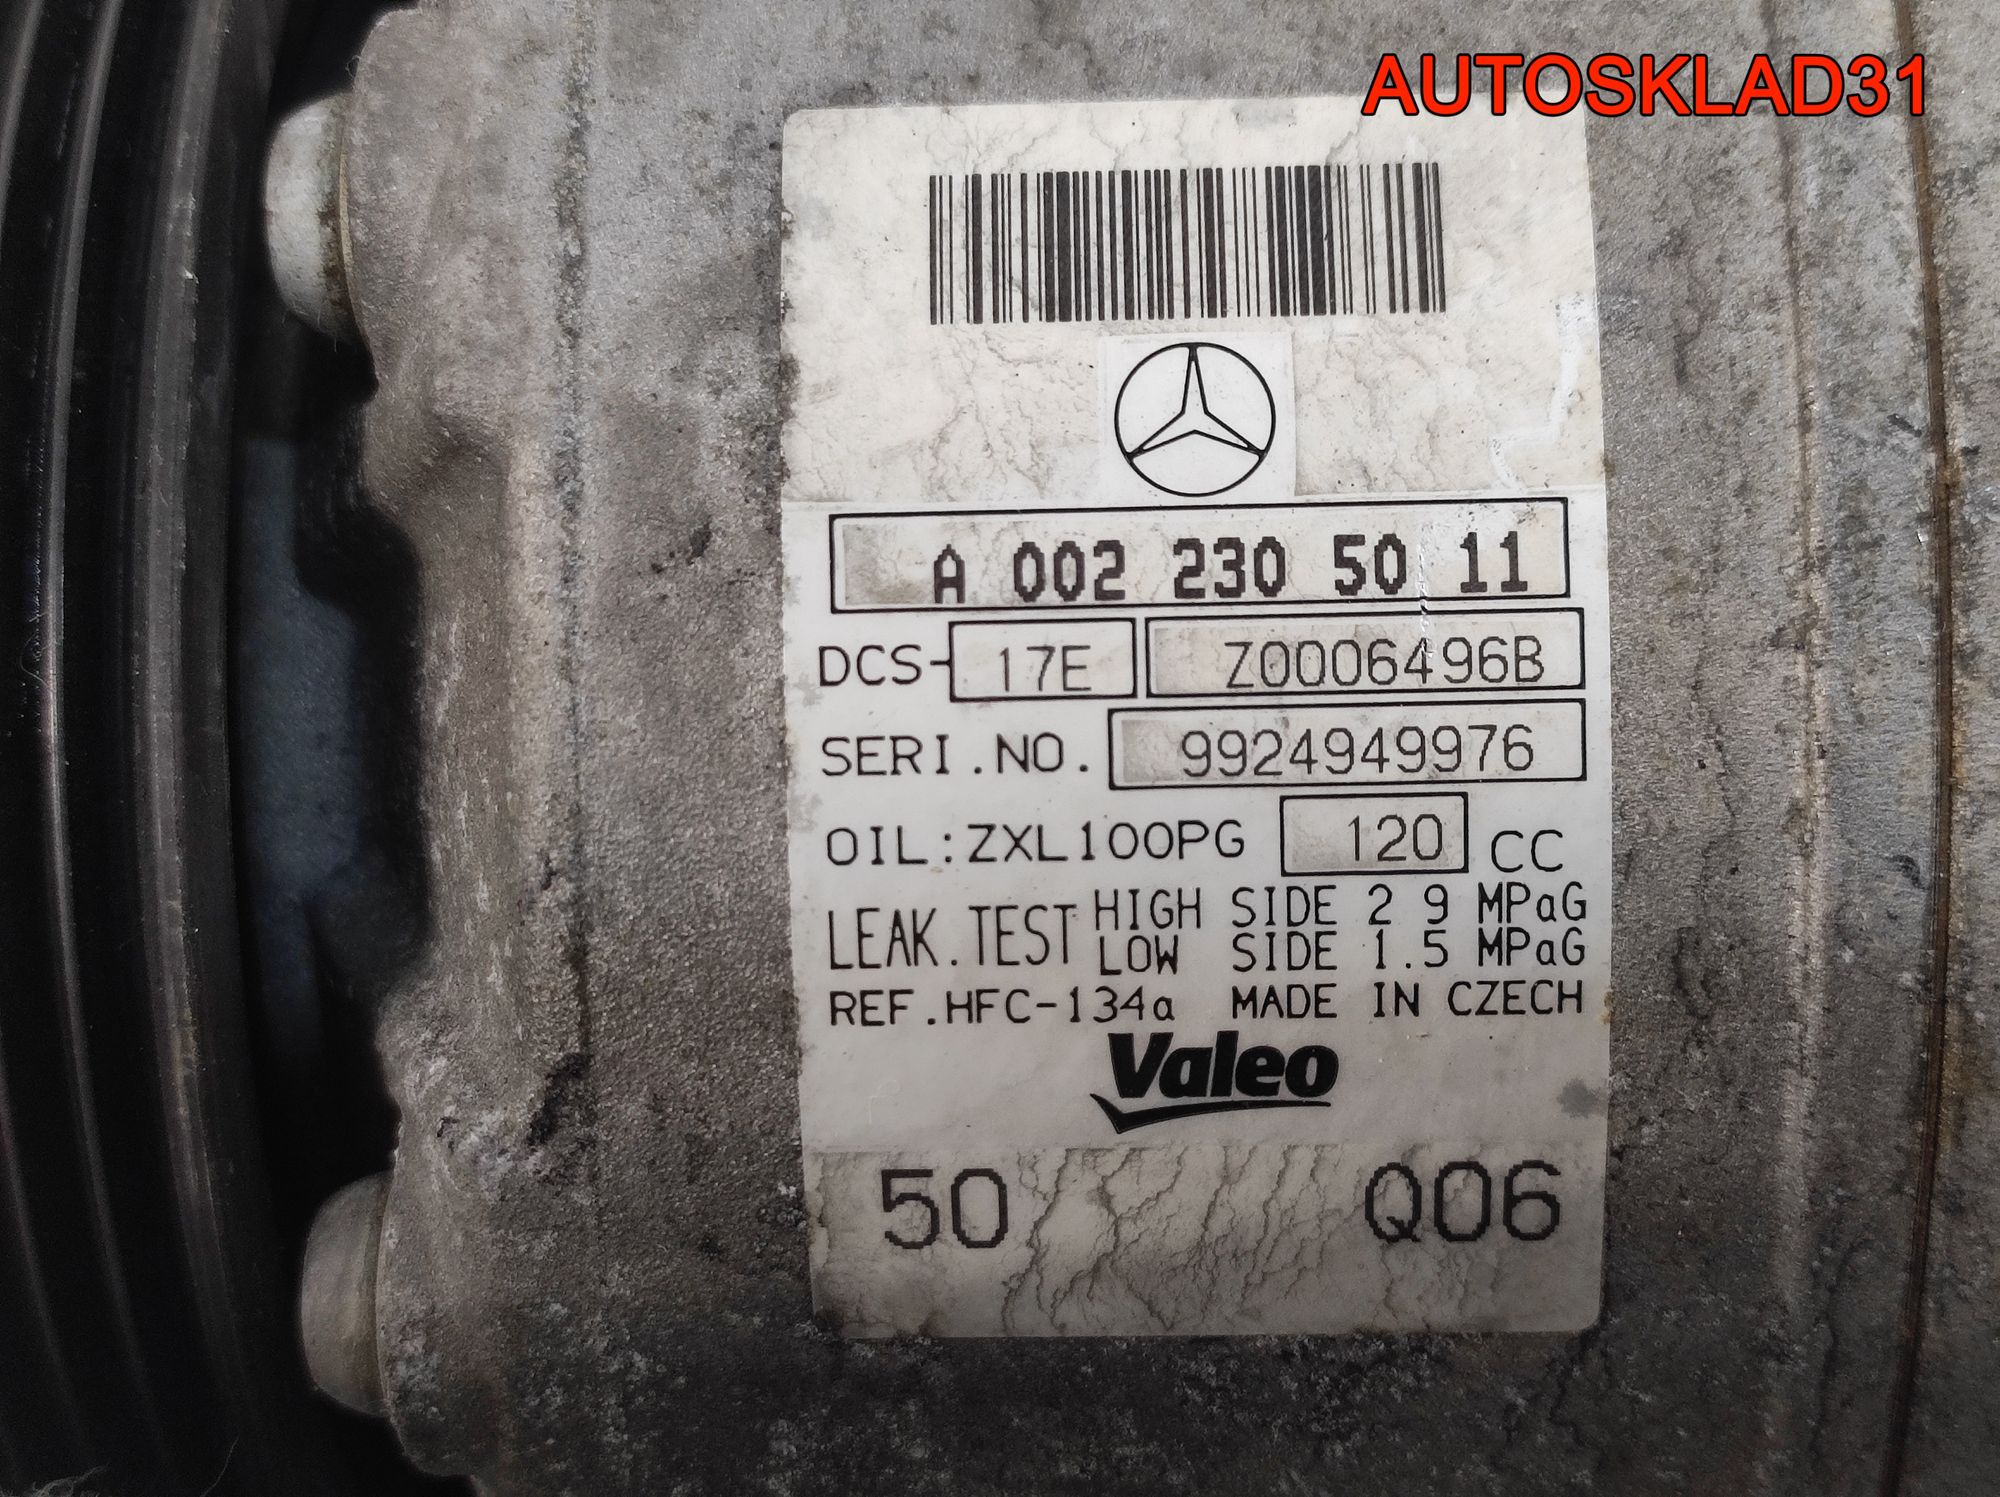 AUTOSKLAD31
A 002 230 50 11
DCS- 17E Z0006496B
SERI.NO. 9924949976
OIL:ZXL100PG 120 CC
LEAK.TEST HIGH SIDE 2 9 MPaG
LOW SIDE 1.5 MPaG
REF.HFC-134a MADE IN CZECH
Valeo
50 Q06